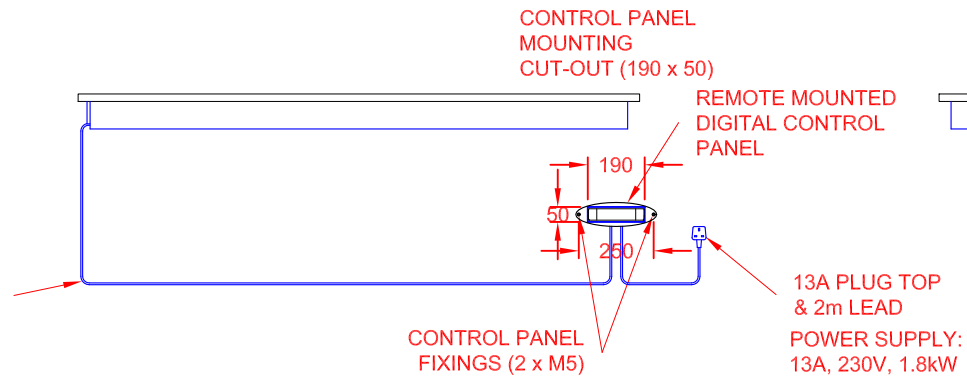 CONTROL PANEL
MOUNTING
CUT-OUT (190 x 50)
REMOTE MOUNTED
DIGITAL CONTROL
PANEL
190
50
250
13A PLUG TOP
& 2m LEAD
CONTROL PANEL
FIXINGS (2 x M5)
POWER SUPPLY:
13A, 230V, 1.8kW